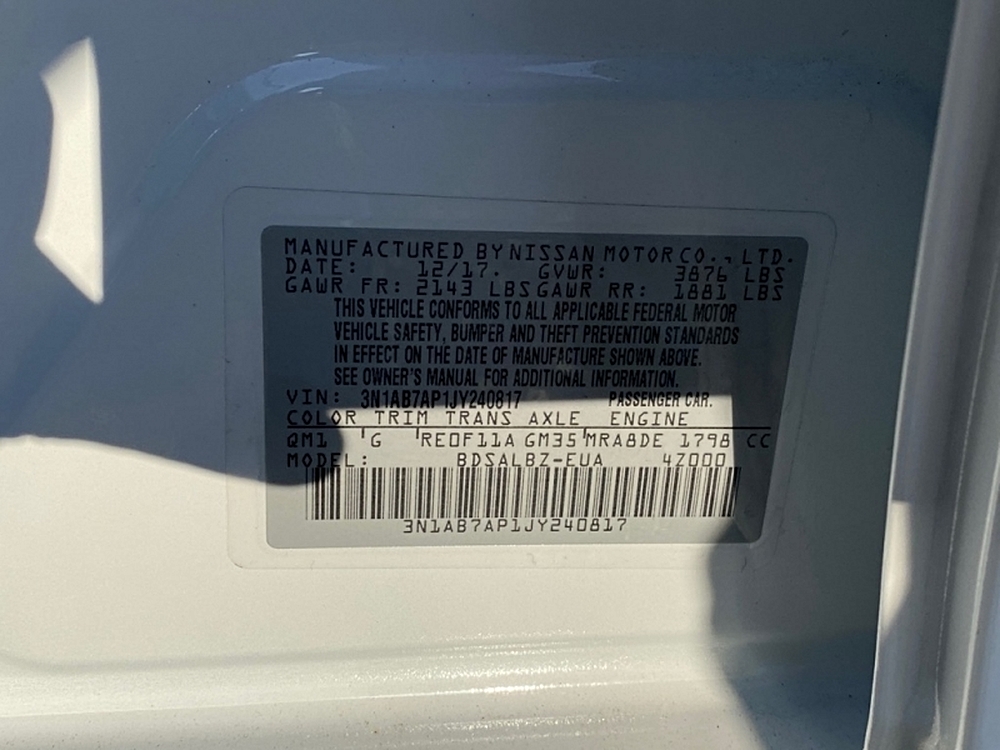 MANUFACTURED BY NISSAN MOTOR CO., LTD.
DATE: 12/17. GVWR: 3876 LBS
GAWR FR: 2143 LBS GAWR RR: 1881 LBS
THIS VEHICLE CONFORMS TO ALL APPLICABLE FEDERAL MOTOR
VEHICLE SAFETY, BUMPER AND THEFT PREVENTION STANDARDS
IN EFFECT ON THE DATE OF MANUFACTURE SHOWN ABOVE.
SEE OWNER'S MANUAL FOR ADDITIONAL INFORMATION.
VIN: 3N1AB7AP1JY240817 PASSENGER CAR.
COLOR TRIM TRANS AXLE ENGINE
QM1 G RE0F11A GM35 MRA8DE 1798 CC
MODEL: BDSALBZ-EUA 4Z000
3N1AB7AP1JY240817